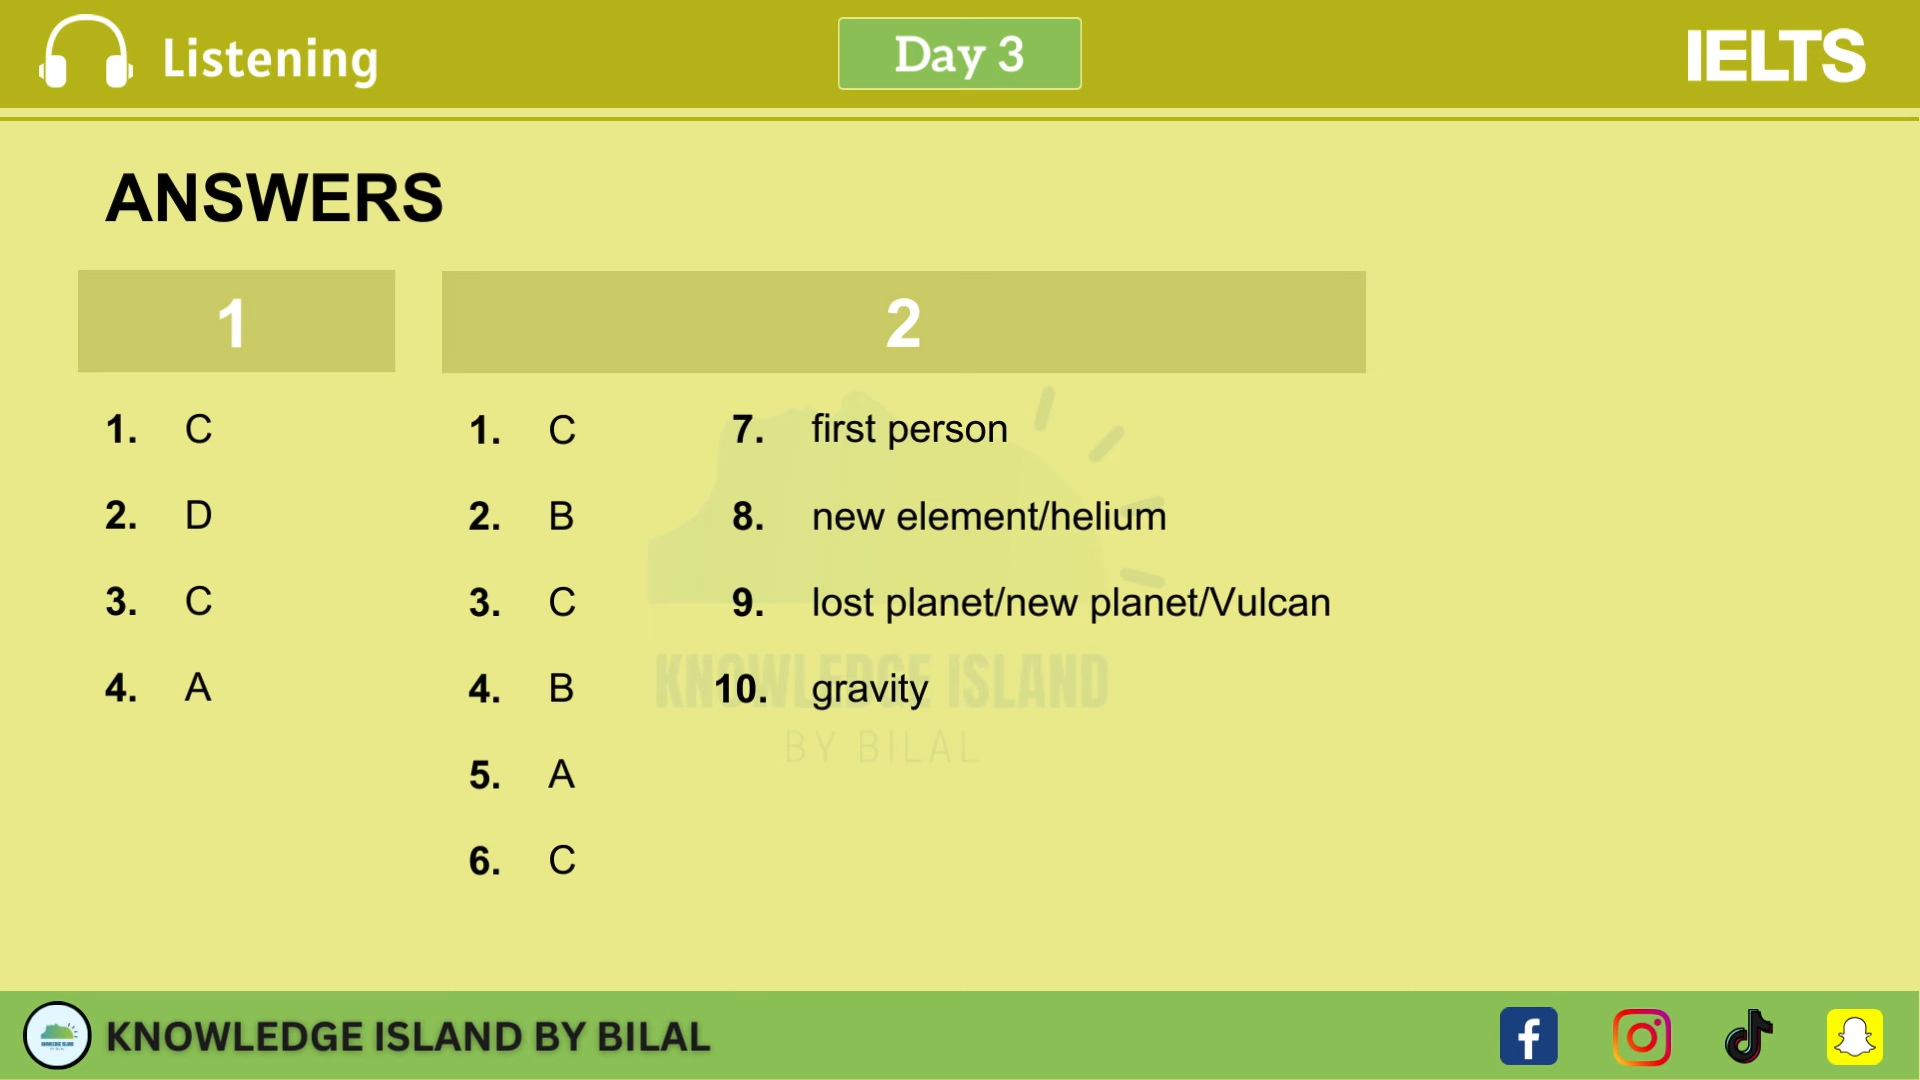 Listening
Day 3
IELTS
ANSWERS
1
1. C
2. D
3. C
4. A
2
1. C
2. B
3. C
4. B
5. A
6. C
7. first person
8. new element/helium
9. lost planet/new planet/Vulcan
10. gravity
KNOWLEDGE ISLAND
BY BILAL
KNOWLEDGE ISLAND BY BILAL